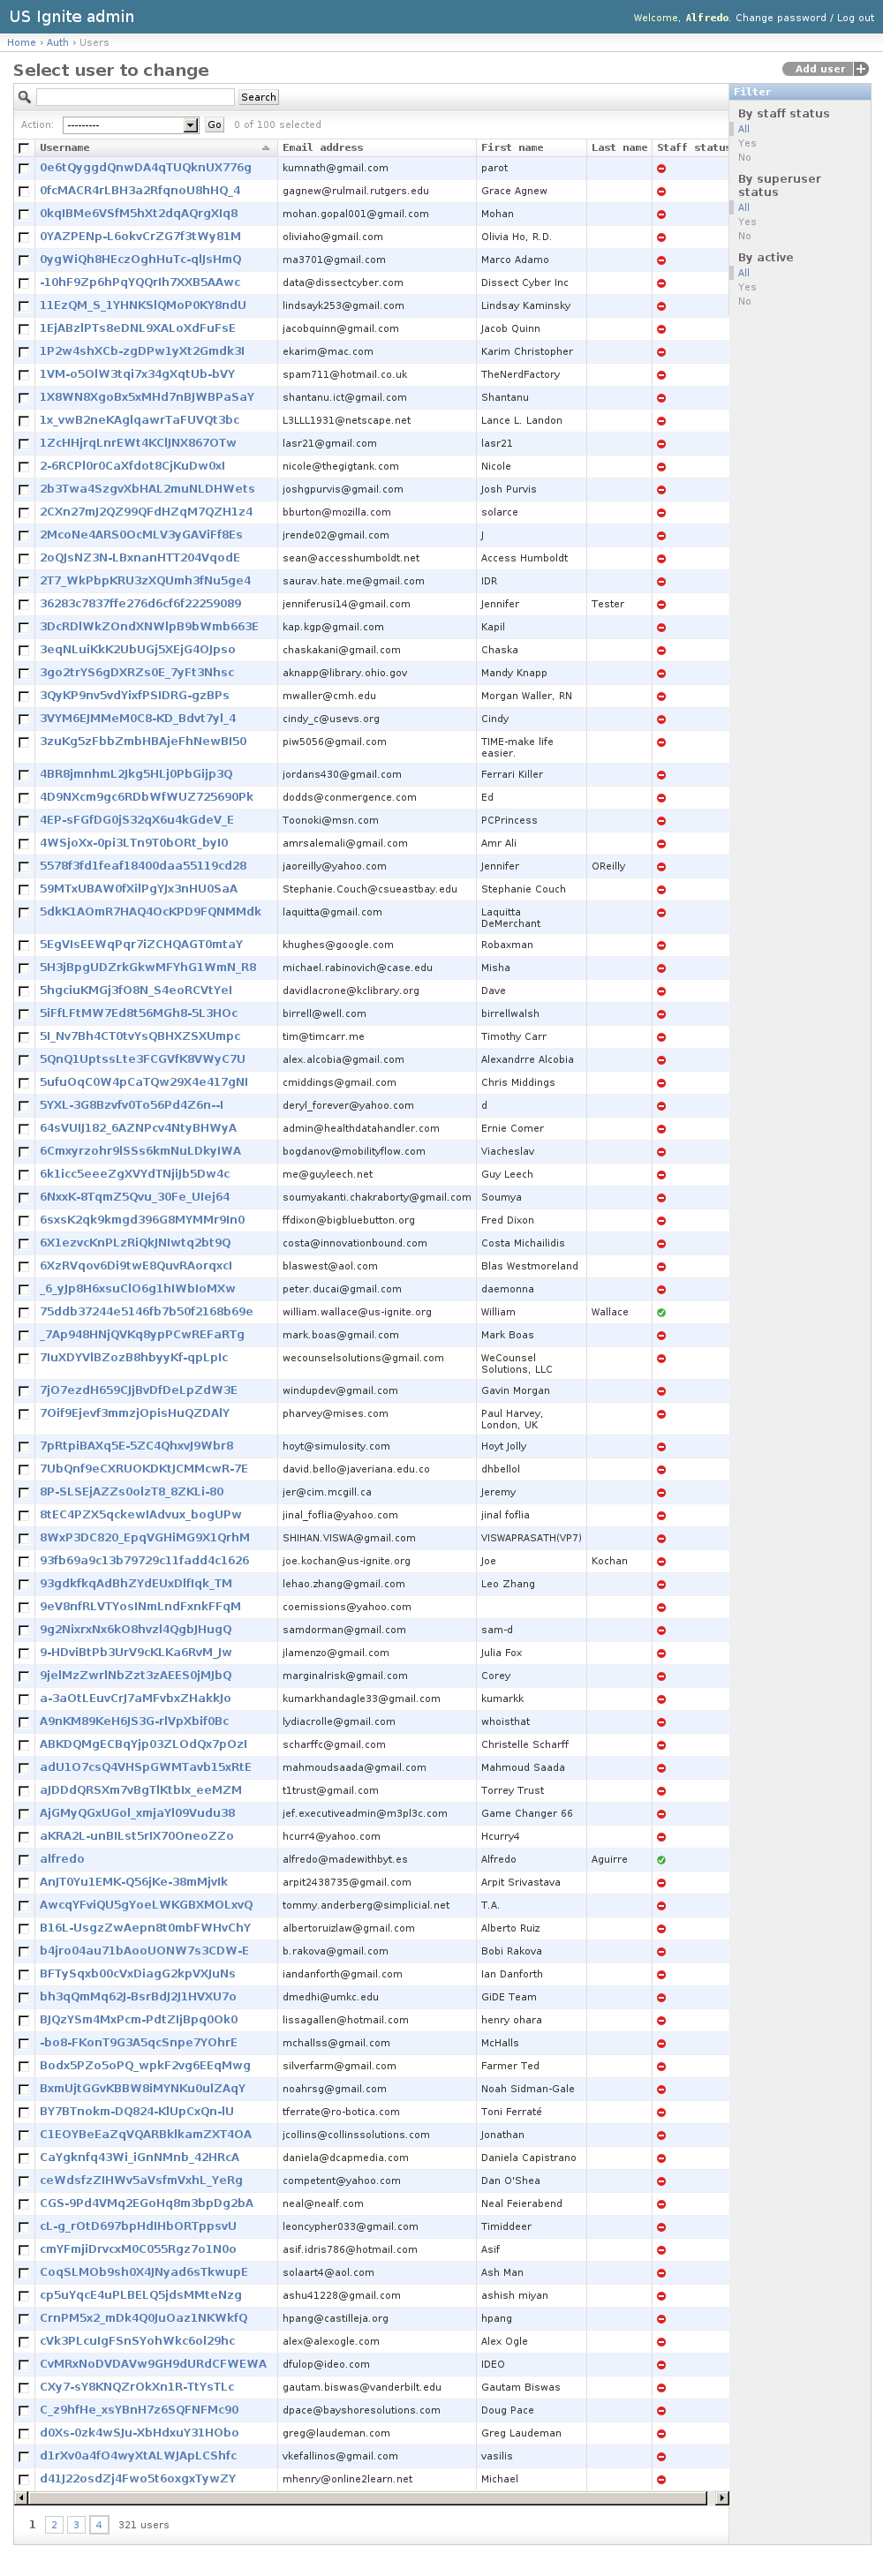 US Ignite admin
Welcome, Alfredo. Change password / Log out
Home › Auth › Users
Select user to change
Add user
Search
Action: --------- Go 0 of 100 selected
Filter
By staff status
All
Yes
No
By superuser
status
All
Yes
No
By active
All
Yes
No
Username Email address First name Last name Staff status
0e6tQyggdQnwDA4qTUQknUX776g kumnath@gmail.com parot
0fcMACR4rLBH3a2RfqnoU8hHQ_4 gagnew@rulmail.rutgers.edu Grace Agnew
0kqIBMe6VSfM5hXt2dqAQrgXIq8 mohan.gopal001@gmail.com Mohan
0YAZPENp-L6okvCrZG7f3tWy81M oliviaho@gmail.com Olivia Ho, R.D.
0ygWiQh8HEczOghHuTc-qlJsHmQ ma3701@gmail.com Marco Adamo
-10hF9Zp6hPqYQQrIh7XXB5AAwc data@dissectcyber.com Dissect Cyber Inc
11EzQM_S_1YHNKSlQMoP0KY8ndU lindsayk253@gmail.com Lindsay Kaminsky
1EjABzlPTs8eDNL9XALoXdFuFsE jacobquinn@gmail.com Jacob Quinn
1P2w4shXCb-zgDPw1yXt2Gmdk3I ekarim@mac.com Karim Christopher
1VM-o5OlW3tqi7x34gXqtUb-bVY spam711@hotmail.co.uk TheNerdFactory
1X8WN8XgoBx5xMHd7nBJWBPaSaY shantanu.ict@gmail.com Shantanu
1x_vwB2neKAglqawrTaFUVQt3bc L3LLL1931@netscape.net Lance L. Landon
1ZcHHjrqLnrEWt4KClJNX867OTw lasr21@gmail.com lasr21
2-6RCPl0r0CaXfdot8CjKuDw0xI nicole@thegigtank.com Nicole
2b3Twa4SzgvXbHAL2muNLDHWets joshgpurvis@gmail.com Josh Purvis
2CXn27mJ2QZ99QFdHZqM7QZH1z4 bburton@mozilla.com solarce
2McoNe4ARS0OcMLV3yGAViFf8Es jrende02@gmail.com J
2oQJsNZ3N-LBxnanHTT204VqodE sean@accesshumboldt.net Access Humboldt
2T7_WkPbpKRU3zXQUmh3fNu5ge4 saurav.hate.me@gmail.com IDR
36283c7837ffe276d6cf6f22259089 jenniferusi14@gmail.com Jennifer Tester
3DcRDlWkZOndXNWlpB9bWmb663E kap.kgp@gmail.com Kapil
3eqNLuiKkK2UbUGj5XEjG4OJpso chaskakani@gmail.com Chaska
3go2trYS6gDXRZs0E_7yFt3Nhsc aknapp@library.ohio.gov Mandy Knapp
3QyKP9nv5vdYixfPSIDRG-gzBPs mwaller@cmh.edu Morgan Waller, RN
3VYM6EJMMeM0C8-KD_Bdvt7yl_4 cindy_c@usevs.org Cindy
3zuKg5zFbbZmbHBAjeFhNewBI50 piw5056@gmail.com TIME-make life
easier.
4BR8jmnhmL2Jkg5HLj0PbGijp3Q jordans430@gmail.com Ferrari Killer
4D9NXcm9gc6RDbWfWUZ725690Pk dodds@conmergence.com Ed
4EP-sFGfDG0jS32qX6u4kGdeV_E Toonoki@msn.com PCPrincess
4WSjoXx-0pi3LTn9T0bORt_byI0 amrsalemali@gmail.com Amr Ali
5578f3fd1feaf18400daa55119cd28 jaoreilly@yahoo.com Jennifer OReilly
59MTxUBAW0fXilPgYJx3nHU0SaA Stephanie.Couch@csueastbay.edu Stephanie Couch
5dkK1AOmR7HAQ4OcKPD9FQNMMdk laquitta@gmail.com Laquitta
DeMerchant
5EgVIsEEWqPqr7iZCHQAGT0mtaY khughes@google.com Robaxman
5H3jBpgUDZrkGkwMFYhG1WmN_R8 michael.rabinovich@case.edu Misha
5hgciuKMGj3fO8N_S4eoRCVtYeI davidlacrone@kclibrary.org Dave
5iFfLFtMW7Ed8t56MGh8-5L3HOc birrell@well.com birrellwalsh
5I_Nv7Bh4CT0tvYsQBHXZSXUmpc tim@timcarr.me Timothy Carr
5QnQ1UptssLte3FCGVfK8VWyC7U alex.alcobia@gmail.com Alexandrre Alcobia
5ufuOqC0W4pCaTQw29X4e417gNI cmiddings@gmail.com Chris Middings
5YXL-3G8Bzvfv0To56Pd4Z6n--I deryl_forever@yahoo.com d
64sVUIJ182_6AZNPcv4NtyBHWyA admin@healthdatahandler.com Ernie Comer
6Cmxyrzohr9lSSs6kmNuLDkyIWA bogdanov@mobilityflow.com Viacheslav
6k1icc5eeeZgXVYdTNjiJb5Dw4c me@guyleech.net Guy Leech
6NxxK-8TqmZ5Qvu_30Fe_UIej64 soumyakanti.chakraborty@gmail.com Soumya
6sxsK2qk9kmgd396G8MYMMr9In0 ffdixon@bigbluebutton.org Fred Dixon
6X1ezvcKnPLzRiQkJNIwtq2bt9Q costa@innovationbound.com Costa Michailidis
6XzRVqov6Di9twE8QuvRAorqxcI blaswest@aol.com Blas Westmoreland
_6_yJp8H6xsuClO6g1hIWbIoMXw peter.ducai@gmail.com daemonna
75ddb37244e5146fb7b50f2168b69e william.wallace@us-ignite.org William Wallace
_7Ap948HNjQVKq8ypPCwREFaRTg mark.boas@gmail.com Mark Boas
7IuXDYVlBZozB8hbyyKf-qpLpIc wecounselsolutions@gmail.com WeCounsel
Solutions, LLC
7jO7ezdH659CJjBvDfDeLpZdW3E windupdev@gmail.com Gavin Morgan
7Oif9Ejevf3mmzjOpisHuQZDAlY pharvey@mises.com Paul Harvey,
London, UK
7pRtpiBAXq5E-5ZC4QhxvJ9Wbr8 hoyt@simulosity.com Hoyt Jolly
7UbQnf9eCXRUOKDKtJCMMcwR-7E david.bello@javeriana.edu.co dhbellol
8P-SLSEjAZZs0olzT8_8ZKLi-80 jer@cim.mcgill.ca Jeremy
8tEC4PZX5qckewIAdvux_bogUPw jinal_foflia@yahoo.com jinal foflia
8WxP3DC820_EpqVGHiMG9X1QrhM SHIHAN.VISWA@gmail.com VISWAPRASATH(VP7)
93fb69a9c13b79729c11fadd4c1626 joe.kochan@us-ignite.org Joe Kochan
93gdkfkqAdBhZYdEUxDlfIqk_TM lehao.zhang@gmail.com Leo Zhang
9eV8nfRLVTYosINmLndFxnkFFqM coemissions@yahoo.com
9g2NixrxNx6kO8hvzl4QgbJHugQ samdorman@gmail.com sam-d
9-HDviBtPb3UrV9cKLKa6RvM_Jw jlamenzo@gmail.com Julia Fox
9jelMzZwrlNbZzt3zAEES0jMJbQ marginalrisk@gmail.com Corey
a-3aOtLEuvCrJ7aMFvbxZHakkJo kumarkhandagle33@gmail.com kumarkk
A9nKM89KeH6JS3G-rlVpXbif0Bc lydiacrolle@gmail.com whoisthat
ABKDQMgECBqYjp03ZLOdQx7pOzI scharffc@gmail.com Christelle Scharff
adU1O7csQ4VHSpGWMTavb15xRtE mahmoudsaada@gmail.com Mahmoud Saada
aJDDdQRSXm7vBgTlKtbIx_eeMZM t1trust@gmail.com Torrey Trust
AjGMyQGxUGol_xmjaYl09Vudu38 jef.executiveadmin@m3pl3c.com Game Changer 66
aKRA2L-unBILst5rIX70OneoZZo hcurr4@yahoo.com Hcurry4
alfredo alfredo@madewithbyt.es Alfredo Aguirre
AnJT0Yu1EMK-Q56jKe-38mMjvIk arpit2438735@gmail.com Arpit Srivastava
AwcqYFviQU5gYoeLWKGBXMOLxvQ tommy.anderberg@simplicial.net T.A.
B16L-UsgzZwAepn8t0mbFWHvChY albertoruizlaw@gmail.com Alberto Ruiz
b4jro04au71bAooUONW7s3CDW-E b.rakova@gmail.com Bobi Rakova
BFTySqxb00cVxDiagG2kpVXJuNs iandanforth@gmail.com Ian Danforth
bh3qQmMq62J-BsrBdJ2J1HVXU7o dmedhi@umkc.edu GiDE Team
BJQzYSm4MxPcm-PdtZIjBpq0Ok0 lissagallen@hotmail.com henry ohara
-bo8-FKonT9G3A5qcSnpe7YOhrE mchallss@gmail.com McHalls
Bodx5PZo5oPQ_wpkF2vg6EEqMwg silverfarm@gmail.com Farmer Ted
BxmUjtGGvKBBW8iMYNKu0ulZAqY noahrsg@gmail.com Noah Sidman-Gale
BY7BTnokm-DQ824-KlUpCxQn-lU tferrate@ro-botica.com Toni Ferraté
C1EOYBeEaZqVQARBklkamZXT4OA jcollins@collinssolutions.com Jonathan
CaYgknfq43Wi_iGnNMnb_42HRcA daniela@dcapmedia.com Daniela Capistrano
ceWdsfzZIHWv5aVsfmVxhL_YeRg competent@yahoo.com Dan O'Shea
CGS-9Pd4VMq2EGoHq8m3bpDg2bA neal@nealf.com Neal Feierabend
cL-g_rOtD697bpHdIHbORTppsvU leoncypher033@gmail.com Timiddeer
cmYFmjiDrvcxM0C055Rgz7o1N0o asif.idris786@hotmail.com Asif
CoqSLMOb9sh0X4JNyad6sTkwupE solaart4@aol.com Ash Man
cp5uYqcE4uPLBELQ5jdsMMteNzg ashu41228@gmail.com ashish miyan
CrnPM5x2_mDk4Q0JuOaz1NKWkfQ hpang@castilleja.org hpang
cVk3PLcuIgFSnSYohWkc6ol29hc alex@alexogle.com Alex Ogle
CvMRxNoDVDAVw9GH9dURdCFWEWA dfulop@ideo.com IDEO
CXy7-sY8KNQZrOkXn1R-TtYsTLc gautam.biswas@vanderbilt.edu Gautam Biswas
C_z9hfHe_xsYBnH7z6SQFNFMc90 dpace@bayshoresolutions.com Doug Pace
d0Xs-0zk4wSJu-XbHdxuY31HObo greg@laudeman.com Greg Laudeman
d1rXv0a4fO4wyXtALWJApLCShfc vkefallinos@gmail.com vasilis
d41J22osdZj4Fwo5t6oxgxTywZY mhenry@online2learn.net Michael
1 2 3 4 321 users